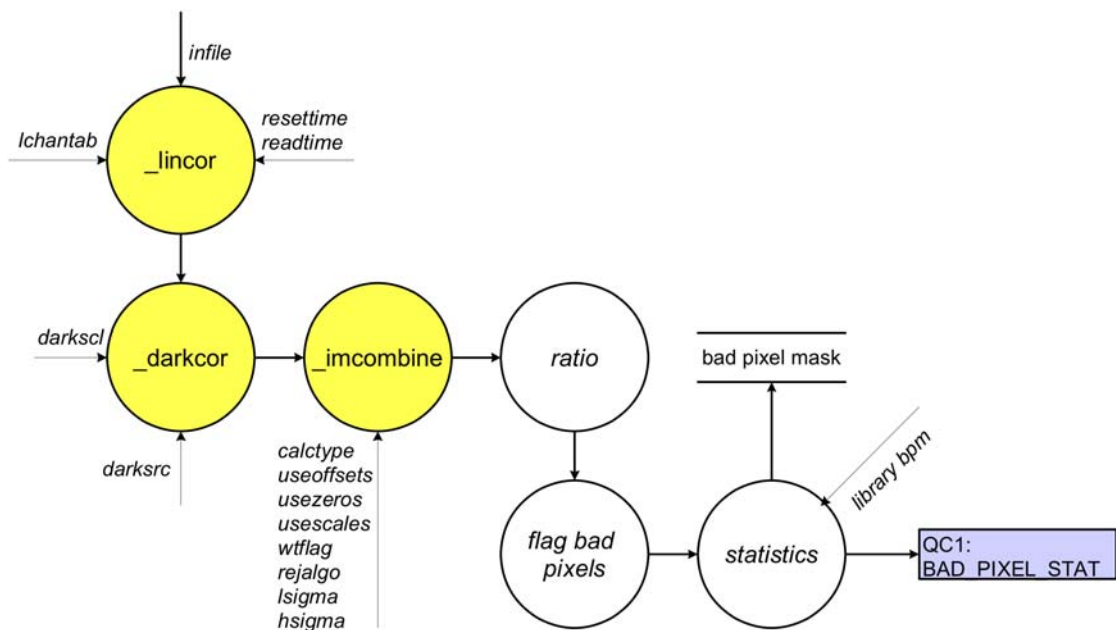 infile
lchantab
resettime
readtime
_lincor
darkscl
_darkcor
_imcombine
ratio
bad pixel mask
darksrc
calctype
useoffsets
usezeros
usescales
wtflag
rejalgo
lsigma
hsigma
flag bad
pixels
statistics
library bpm
QC1:
BAD_PIXEL_STAT